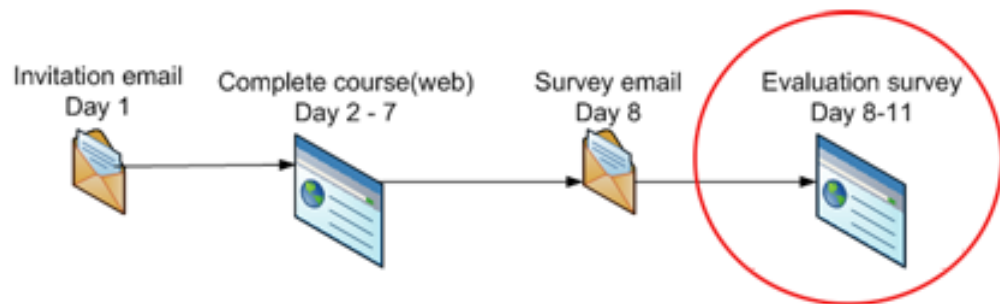 Invitation email
Day 1
Complete course(web)
Day 2 - 7
Survey email
Day 8
Evaluation survey
Day 8-11